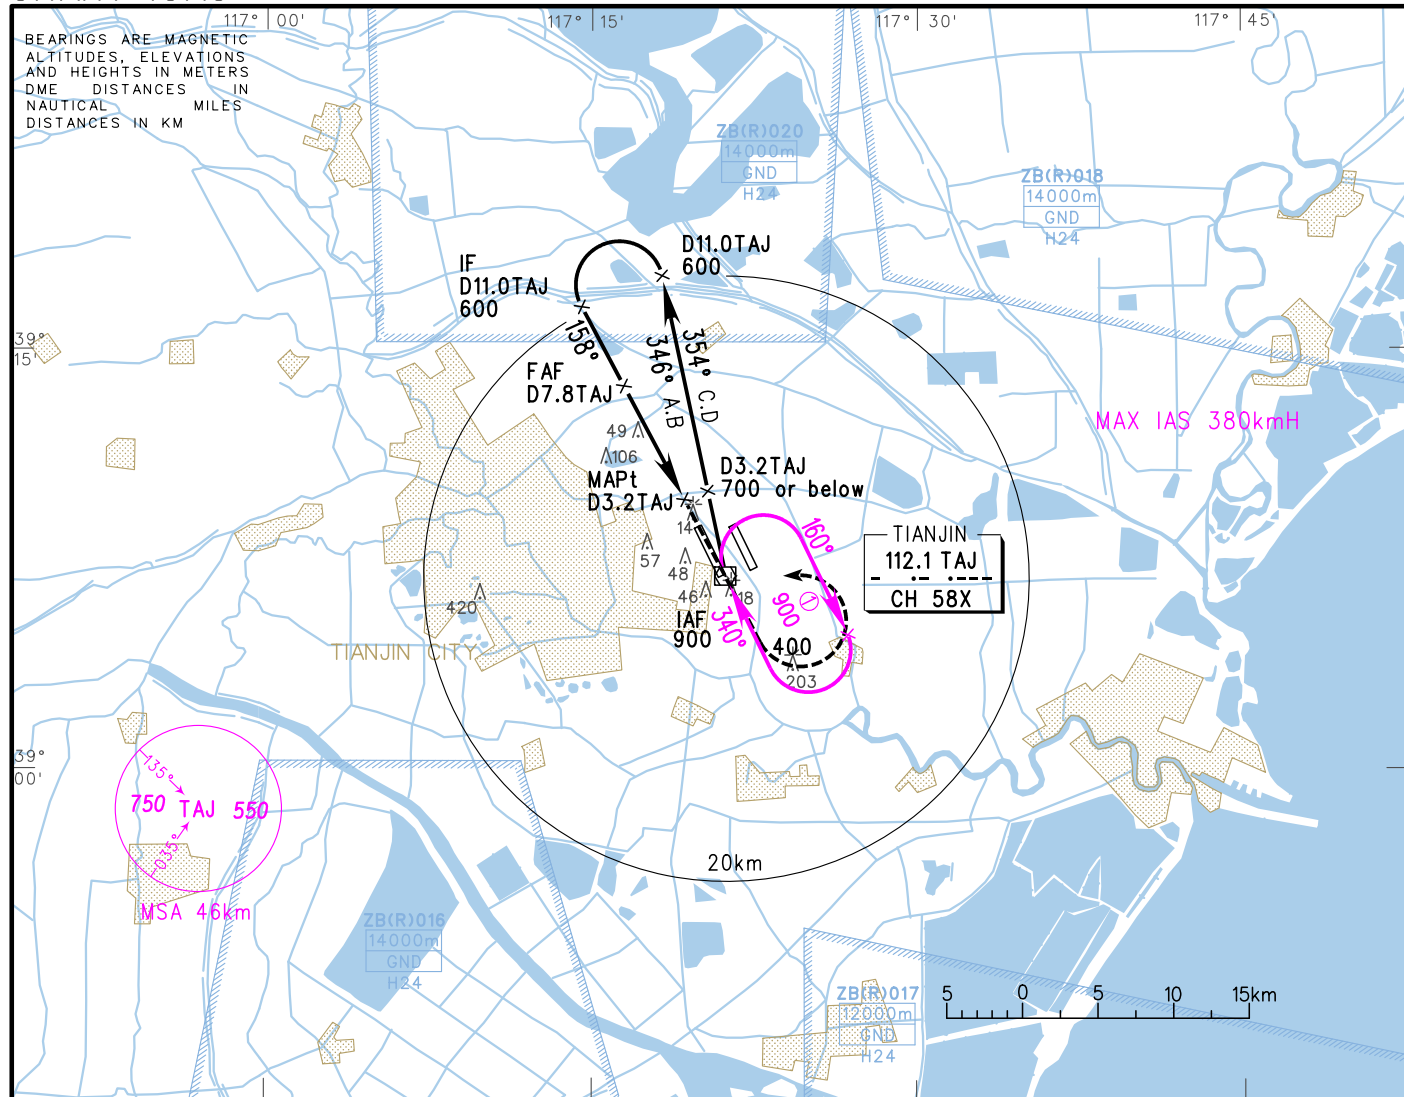 117° 00'
117° 15'
117° 30'
117° 45'
BEARINGS ARE MAGNETIC
ALTITUDES, ELEVATIONS
AND HEIGHTS IN METERS
DME DISTANCES IN
NAUTICAL MILES
DISTANCES IN KM
ZB(R)020
14000m
GND
H24
ZB(R)018
14000m
GND
H24
D11.0TAJ
600
IF
D11.0TAJ
600
39°
15'
158°
354° C.D
346° A.B
FAF
D7.8TAJ
MAX IAS 380kmH
49
106
MAPt
D3.2TAJ
D3.2TAJ
700 or below
14
160°
57
48
TIANJIN
112.1 TAJ
CH 58X
420
46
18
900 1
IAF
900
340°
400
TIANJIN CITY
203
39°
00'
135°
750 TAJ 550
035°
MSA 46km
20km
ZB(R)016
14000m
GND
H24
ZB(R)017
12000m
GND
H24
5 0 5 10 15km